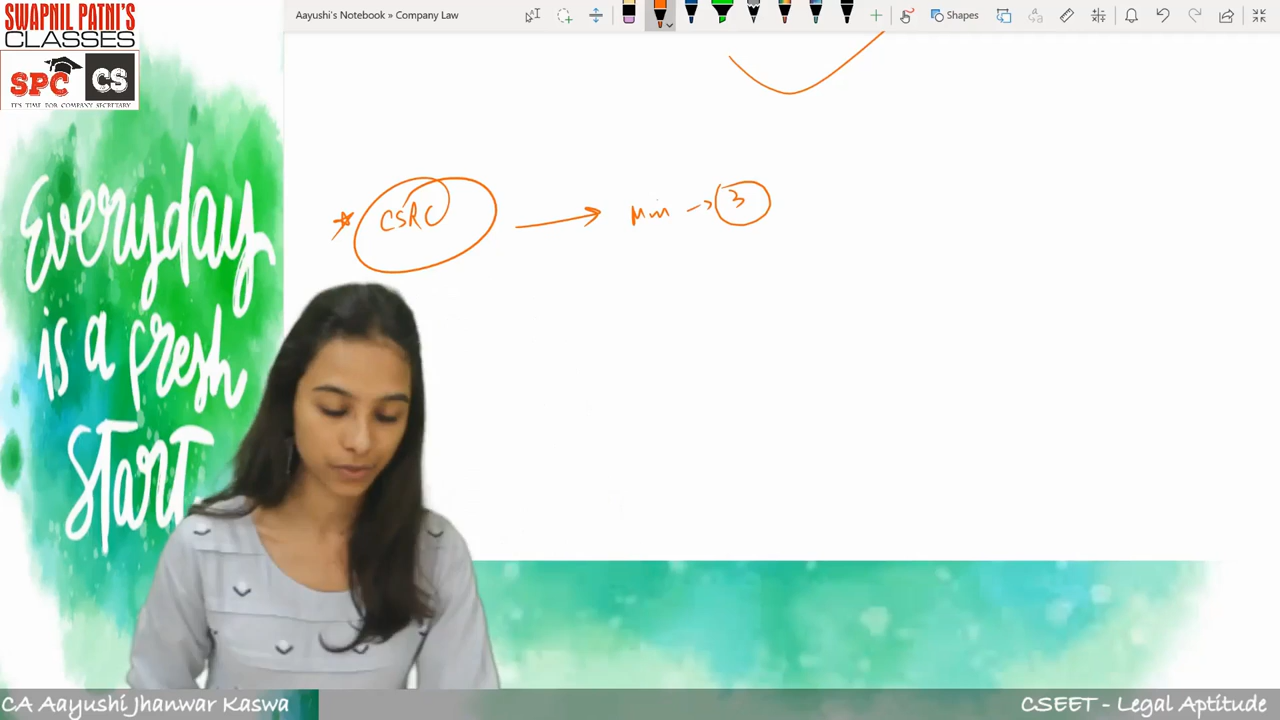 SWAPNIL PATNI'S
CLASSES
SPC CS
IT'S TIME FOR COMPANY SECRETARY
Aayushi's Notebook » Company Law
Shapes
CSRC → Min → 3
Everyday
is a fresh
Start.
CA Aayushi Jhanwar Kaswa
CSEET - Legal Aptitude